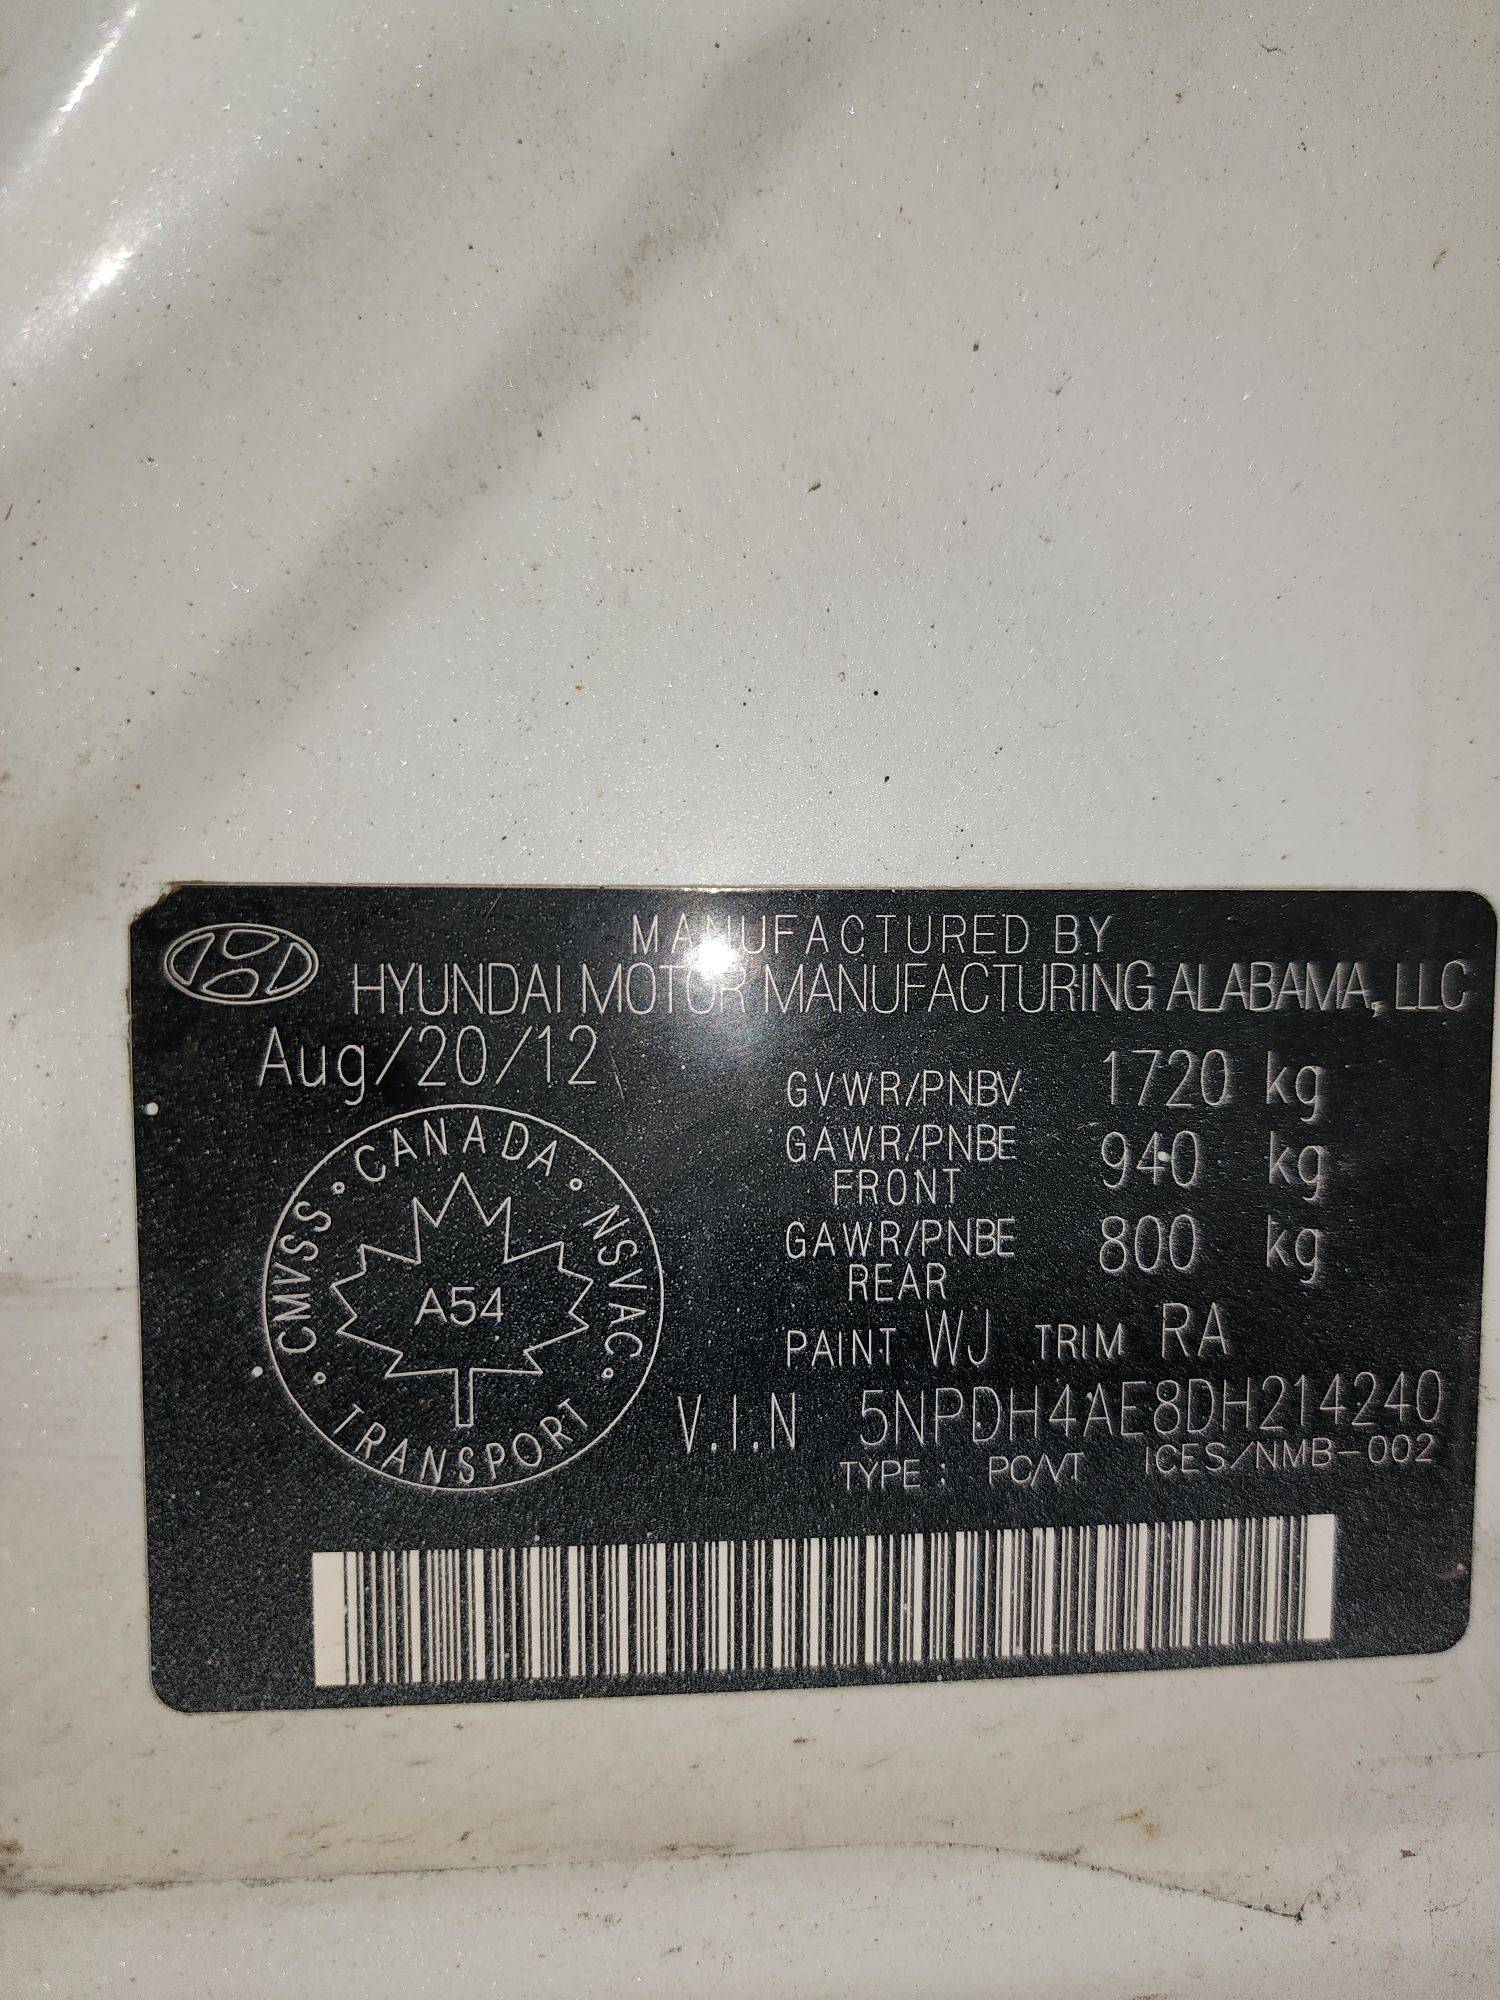 MANUFACTURED BY
HYUNDAI MOTOR MANUFACTURING ALABAMA, LLC
Aug/20/12
GVWR/PNBV 1720 kg
GAWR/PNBE FRONT 940 kg
GAWR/PNBE REAR 800 kg
PAINT WJ TRIM RA
V.I.N 5NPDH4AE8DH214240
TYPE : PC/VT ICES/NMB-002
CANADA
CMVSS
NSVAC
A54
TRANSPORT